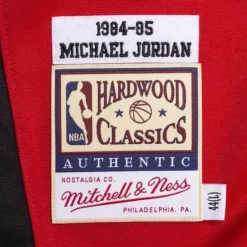 1984-85
MICHAEL JORDAN
HARDWOOD
NBA
CLASSICS
AUTHENTIC
NOSTALGIA CO.
Mitchell & Ness
PHILADELPHIA, PA.
44(L)